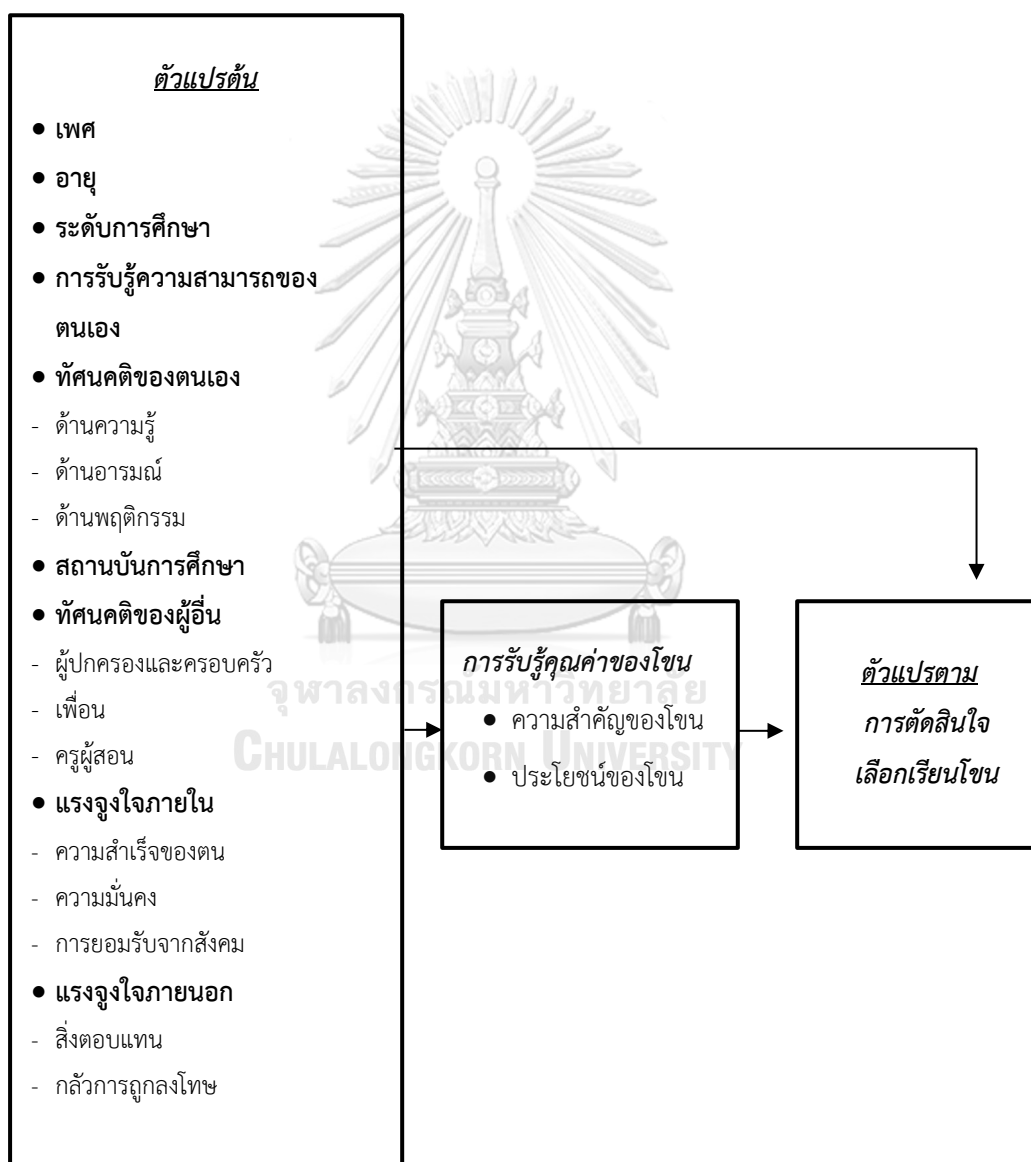 ตัวแปรต้น
● เพศ
● อายุ
● ระดับการศึกษา
● การรับรู้ความสามารถของ
ตนเอง
● ทัศนคติของตนเอง
- ด้านความรู้
- ด้านอารมณ์
- ด้านพฤติกรรม
● สถานบันการศึกษา
● ทัศนคติของผู้อื่น
- ผู้ปกครองและครอบครัว
- เพื่อน
- ครูผู้สอน
● แรงจูงใจภายใน
- ความสำเร็จของตน
- ความมั่นคง
- การยอมรับจากสังคม
● แรงจูงใจภายนอก
- สิ่งตอบแทน
- กลัวการถูกลงโทษ
การรับรู้คุณค่าของโขน
● ความสำคัญของโขน
● ประโยชน์ของโขน
ตัวแปรตาม
การตัดสินใจ
เลือกเรียนโขน
จุฬาลงกรณ์มหาวิทยาลัย
CHULALONGKORN UNIVERSITY